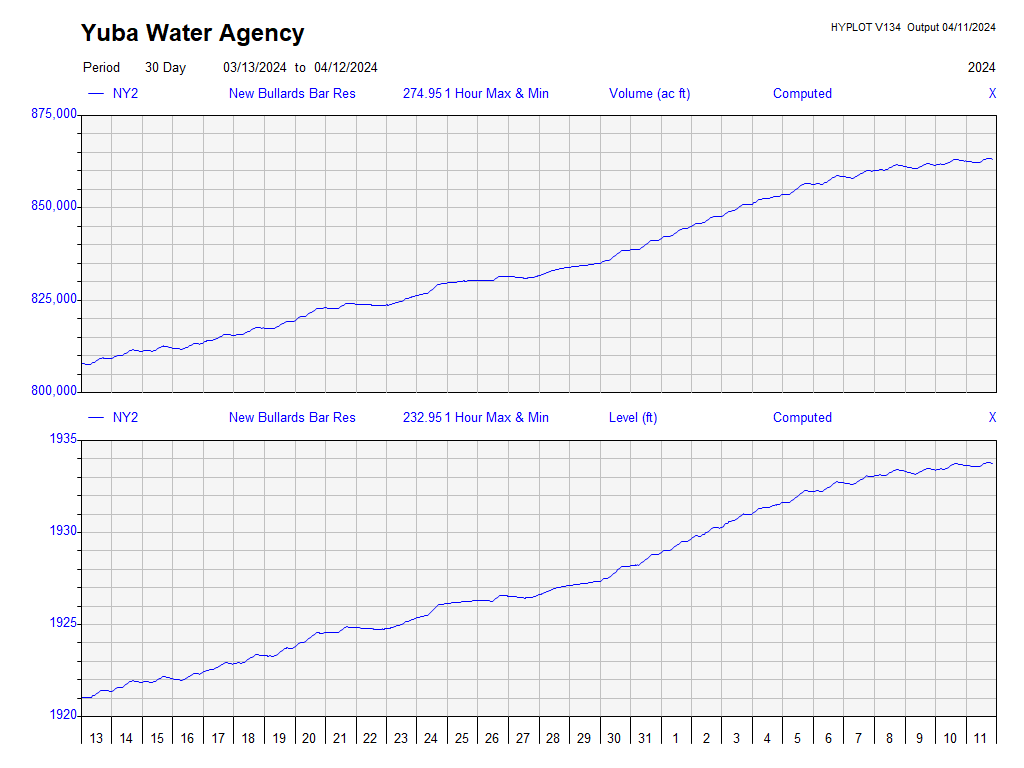 Yuba Water Agency
HYPLOT V134 Output 04/11/2024
Period 30 Day 03/13/2024 to 04/12/2024 2024
NY2 New Bullards Bar Res 274.95 1 Hour Max & Min Volume (ac ft) Computed X
875,000
850,000
825,000
800,000
NY2 New Bullards Bar Res 232.95 1 Hour Max & Min Level (ft) Computed X
1935
1930
1925
1920
13 14 15 16 17 18 19 20 21 22 23 24 25 26 27 28 29 30 31 1 2 3 4 5 6 7 8 9 10 11